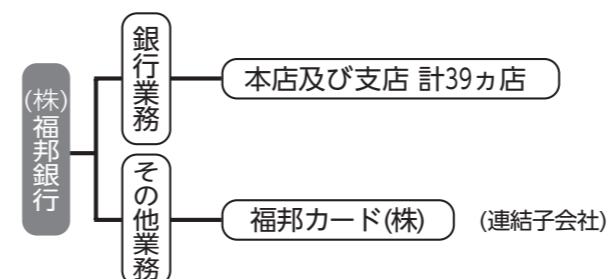 (株)福邦銀行
銀行業務
本店及び支店 計39ヵ店
その他業務
福邦カード(株)
(連結子会社)